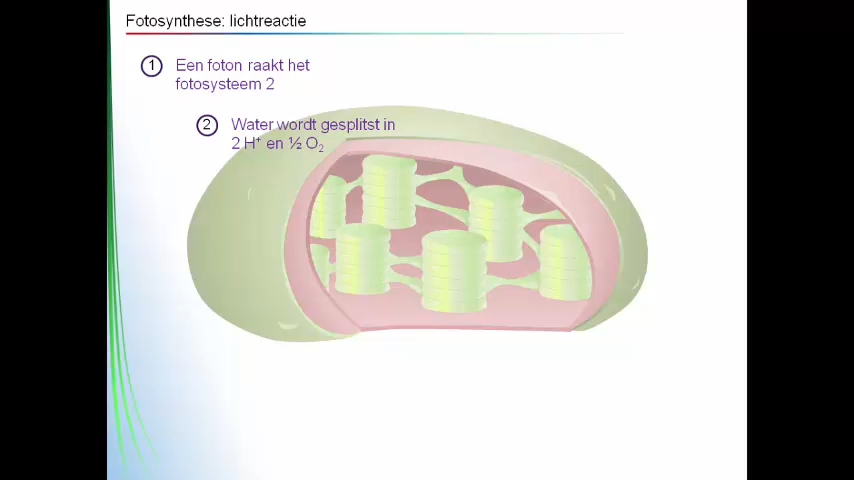 Fotosynthese: lichtreactie
1 Een foton raakt het
fotosysteem 2
2 Water wordt gesplitst in
2 H⁺ en ½ O₂